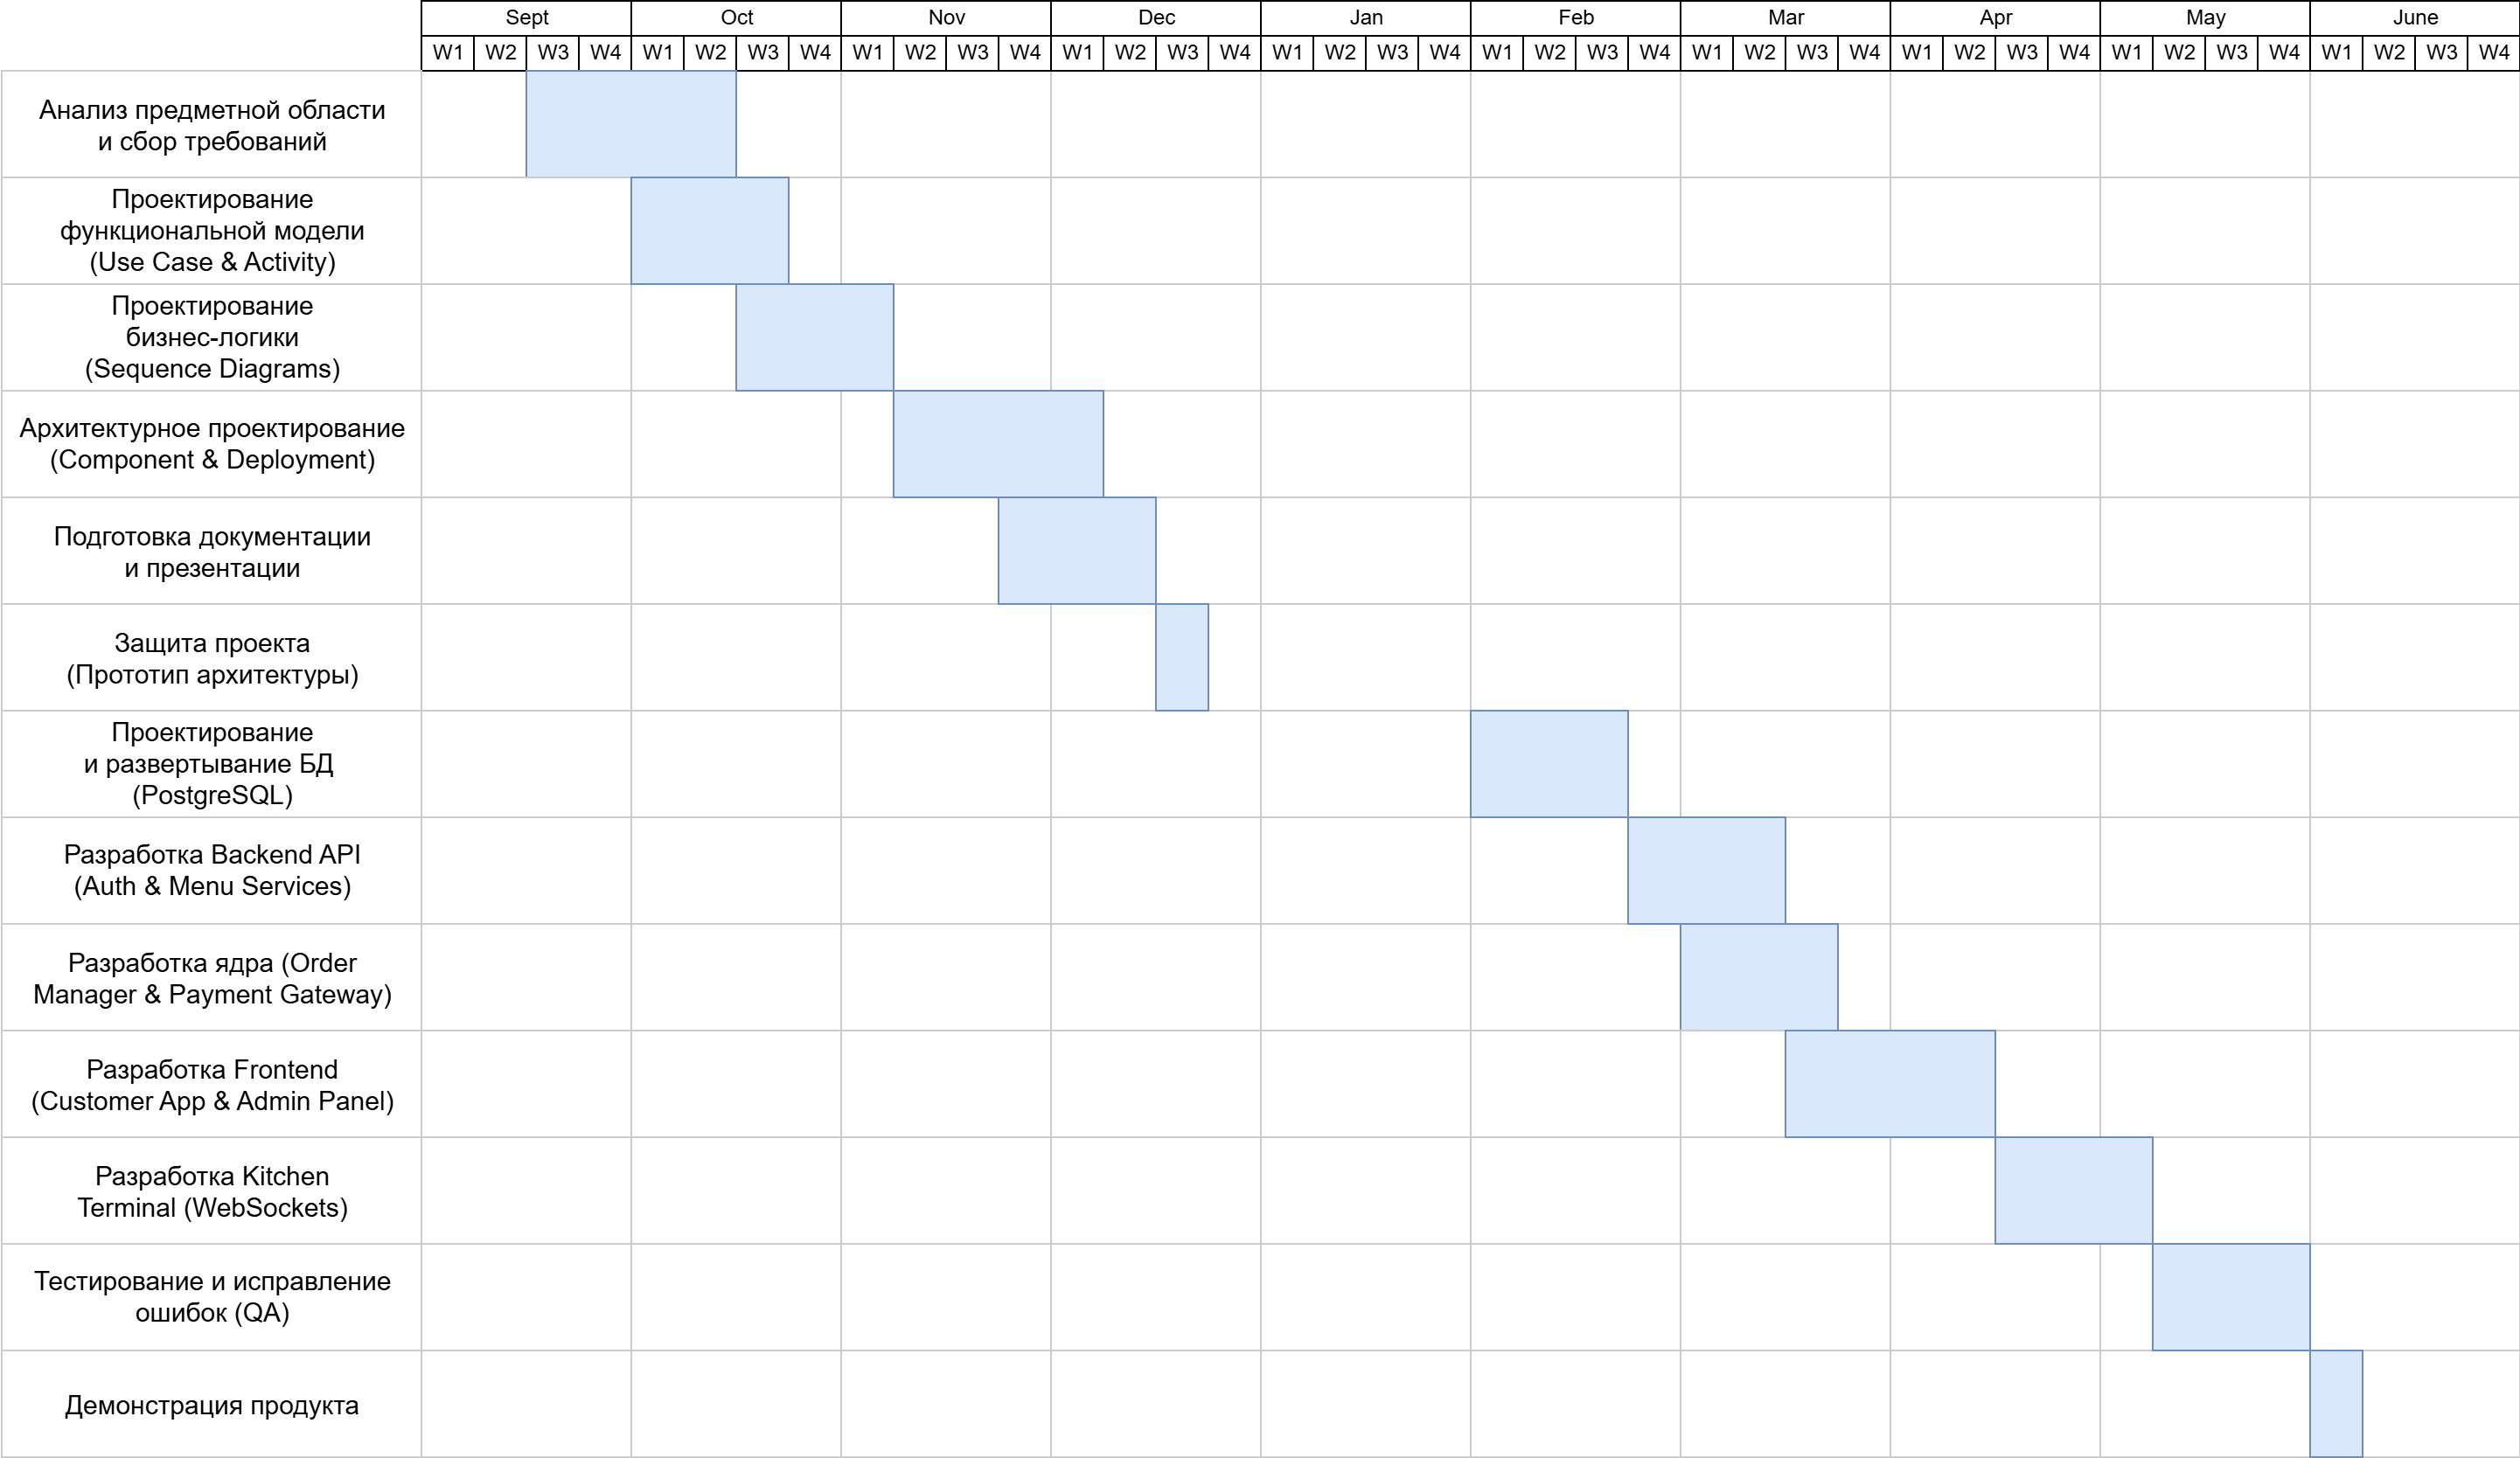 Sept Oct Nov Dec Jan Feb Mar Apr May June
W1 W2 W3 W4 W1 W2 W3 W4 W1 W2 W3 W4 W1 W2 W3 W4 W1 W2 W3 W4 W1 W2 W3 W4 W1 W2 W3 W4 W1 W2 W3 W4 W1 W2 W3 W4 W1 W2 W3 W4
Анализ предметной области
и сбор требований
Проектирование
функциональной модели
(Use Case & Activity)
Проектирование
бизнес-логики
(Sequence Diagrams)
Архитектурное проектирование
(Component & Deployment)
Подготовка документации
и презентации
Защита проекта
(Прототип архитектуры)
Проектирование
и развертывание БД
(PostgreSQL)
Разработка Backend API
(Auth & Menu Services)
Разработка ядра (Order
Manager & Payment Gateway)
Разработка Frontend
(Customer App & Admin Panel)
Разработка Kitchen
Terminal (WebSockets)
Тестирование и исправление
ошибок (QA)
Демонстрация продукта